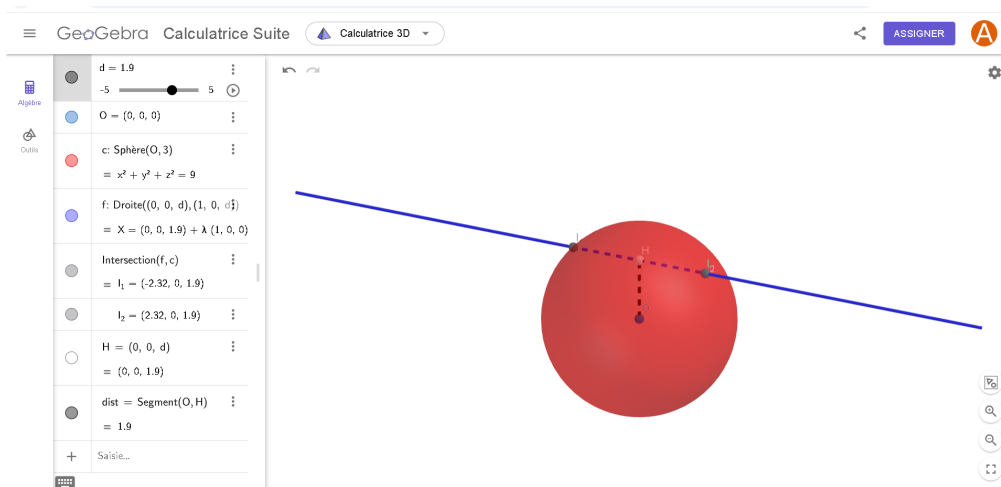 GeoGebra Calculatrice Suite Calculatrice 3D ASSIGNER A
Algèbre
Outils
d = 1.9
-5 5
O = (0, 0, 0)
c: Sphère(O, 3)
= x² + y² + z² = 9
f: Droite((0, 0, d), (1, 0, d))
= X = (0, 0, 1.9) + λ (1, 0, 0)
Intersection(f, c)
= I₁ = (-2.32, 0, 1.9)
I₂ = (2.32, 0, 1.9)
H = (0, 0, d)
= (0, 0, 1.9)
dist = Segment(O, H)
= 1.9
+ Saisie...
H
I₂